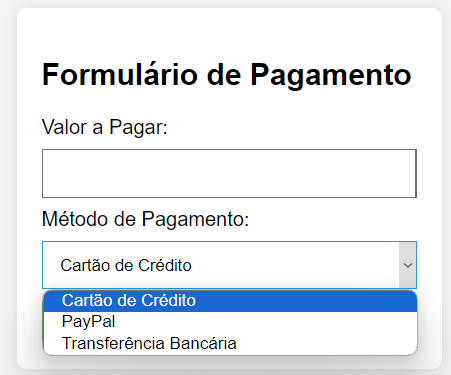 Formulário de Pagamento
Valor a Pagar:
Método de Pagamento:
Cartão de Crédito
Cartão de Crédito
PayPal
Transferência Bancária